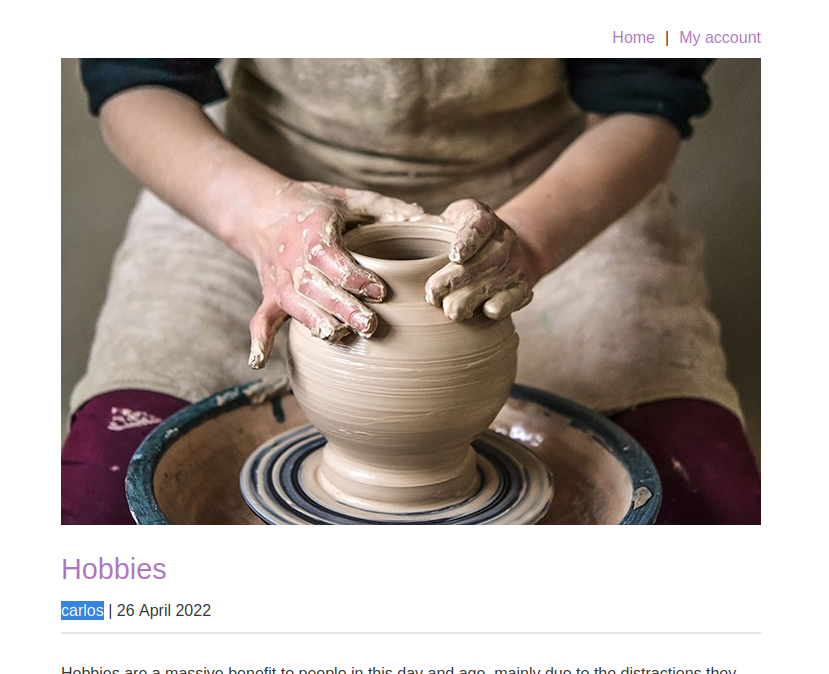 Home | My account
Hobbies
carlos | 26 April 2022
Hobbies are a massive benefit to people in this day and age, mainly due to the distractions they